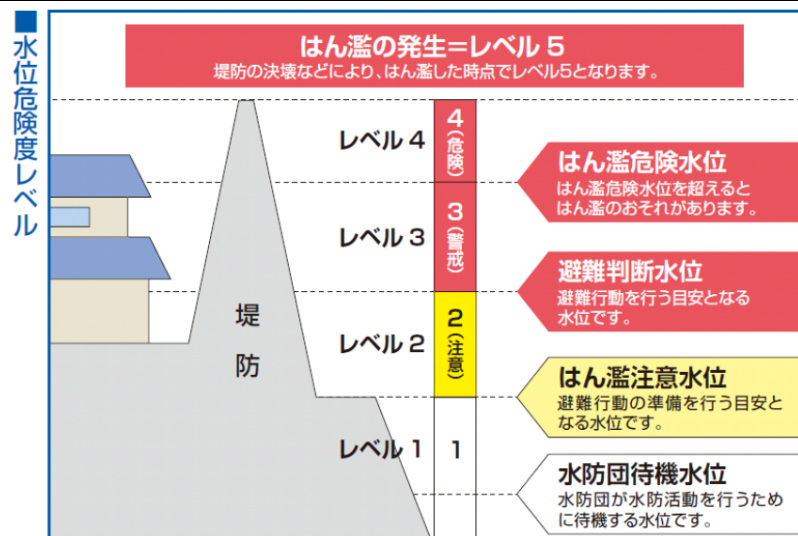 ■水位危険度レベル
はん濫の発生=レベル5
堤防の決壊などにより、はん濫した時点でレベル5となります。
レベル4
4(危険)
はん濫危険水位
はん濫危険水位を超えると
はん濫のおそれがあります。
レベル3
3(警戒)
避難判断水位
避難行動を行う目安となる
水位です。
堤防
レベル2
2(注意)
はん濫注意水位
避難行動の準備を行う目安と
なる水位です。
レベル1
1
水防団待機水位
水防団が水防活動を行うため
に待機する水位です。